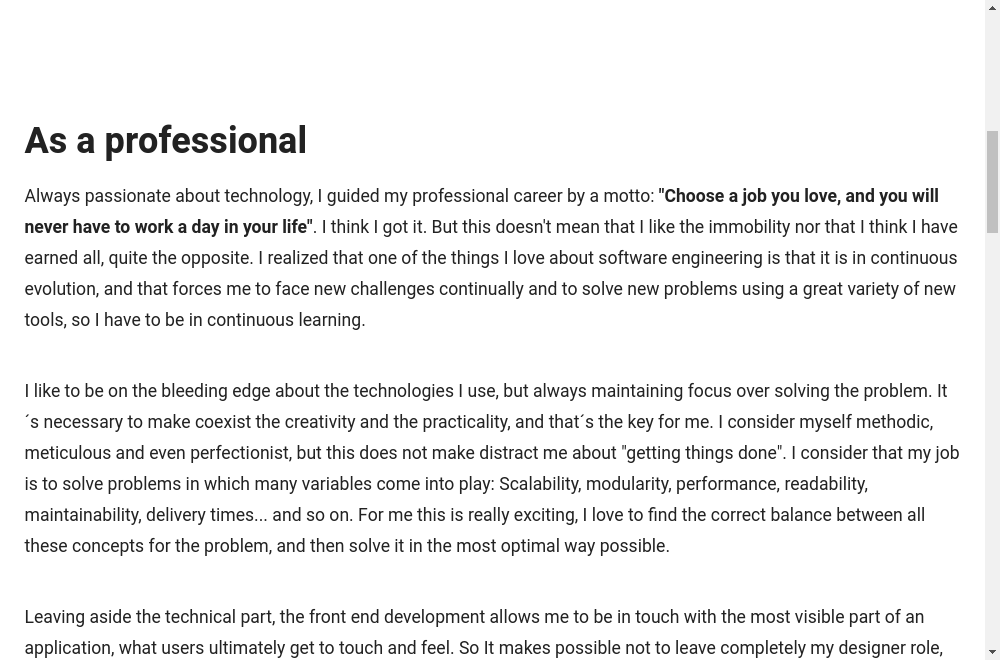 As a professional
Always passionate about technology, I guided my professional career by a motto: "Choose a job you love, and you will
never have to work a day in your life". I think I got it. But this doesn't mean that I like the immobility nor that I think I have
earned all, quite the opposite. I realized that one of the things I love about software engineering is that it is in continuous
evolution, and that forces me to face new challenges continually and to solve new problems using a great variety of new
tools, so I have to be in continuous learning.
I like to be on the bleeding edge about the technologies I use, but always maintaining focus over solving the problem. It
´s necessary to make coexist the creativity and the practicality, and that´s the key for me. I consider myself methodic,
meticulous and even perfectionist, but this does not make distract me about "getting things done". I consider that my job
is to solve problems in which many variables come into play: Scalability, modularity, performance, readability,
maintainability, delivery times... and so on. For me this is really exciting, I love to find the correct balance between all
these concepts for the problem, and then solve it in the most optimal way possible.
Leaving aside the technical part, the front end development allows me to be in touch with the most visible part of an
application, what users ultimately get to touch and feel. So It makes possible not to leave completely my designer role,